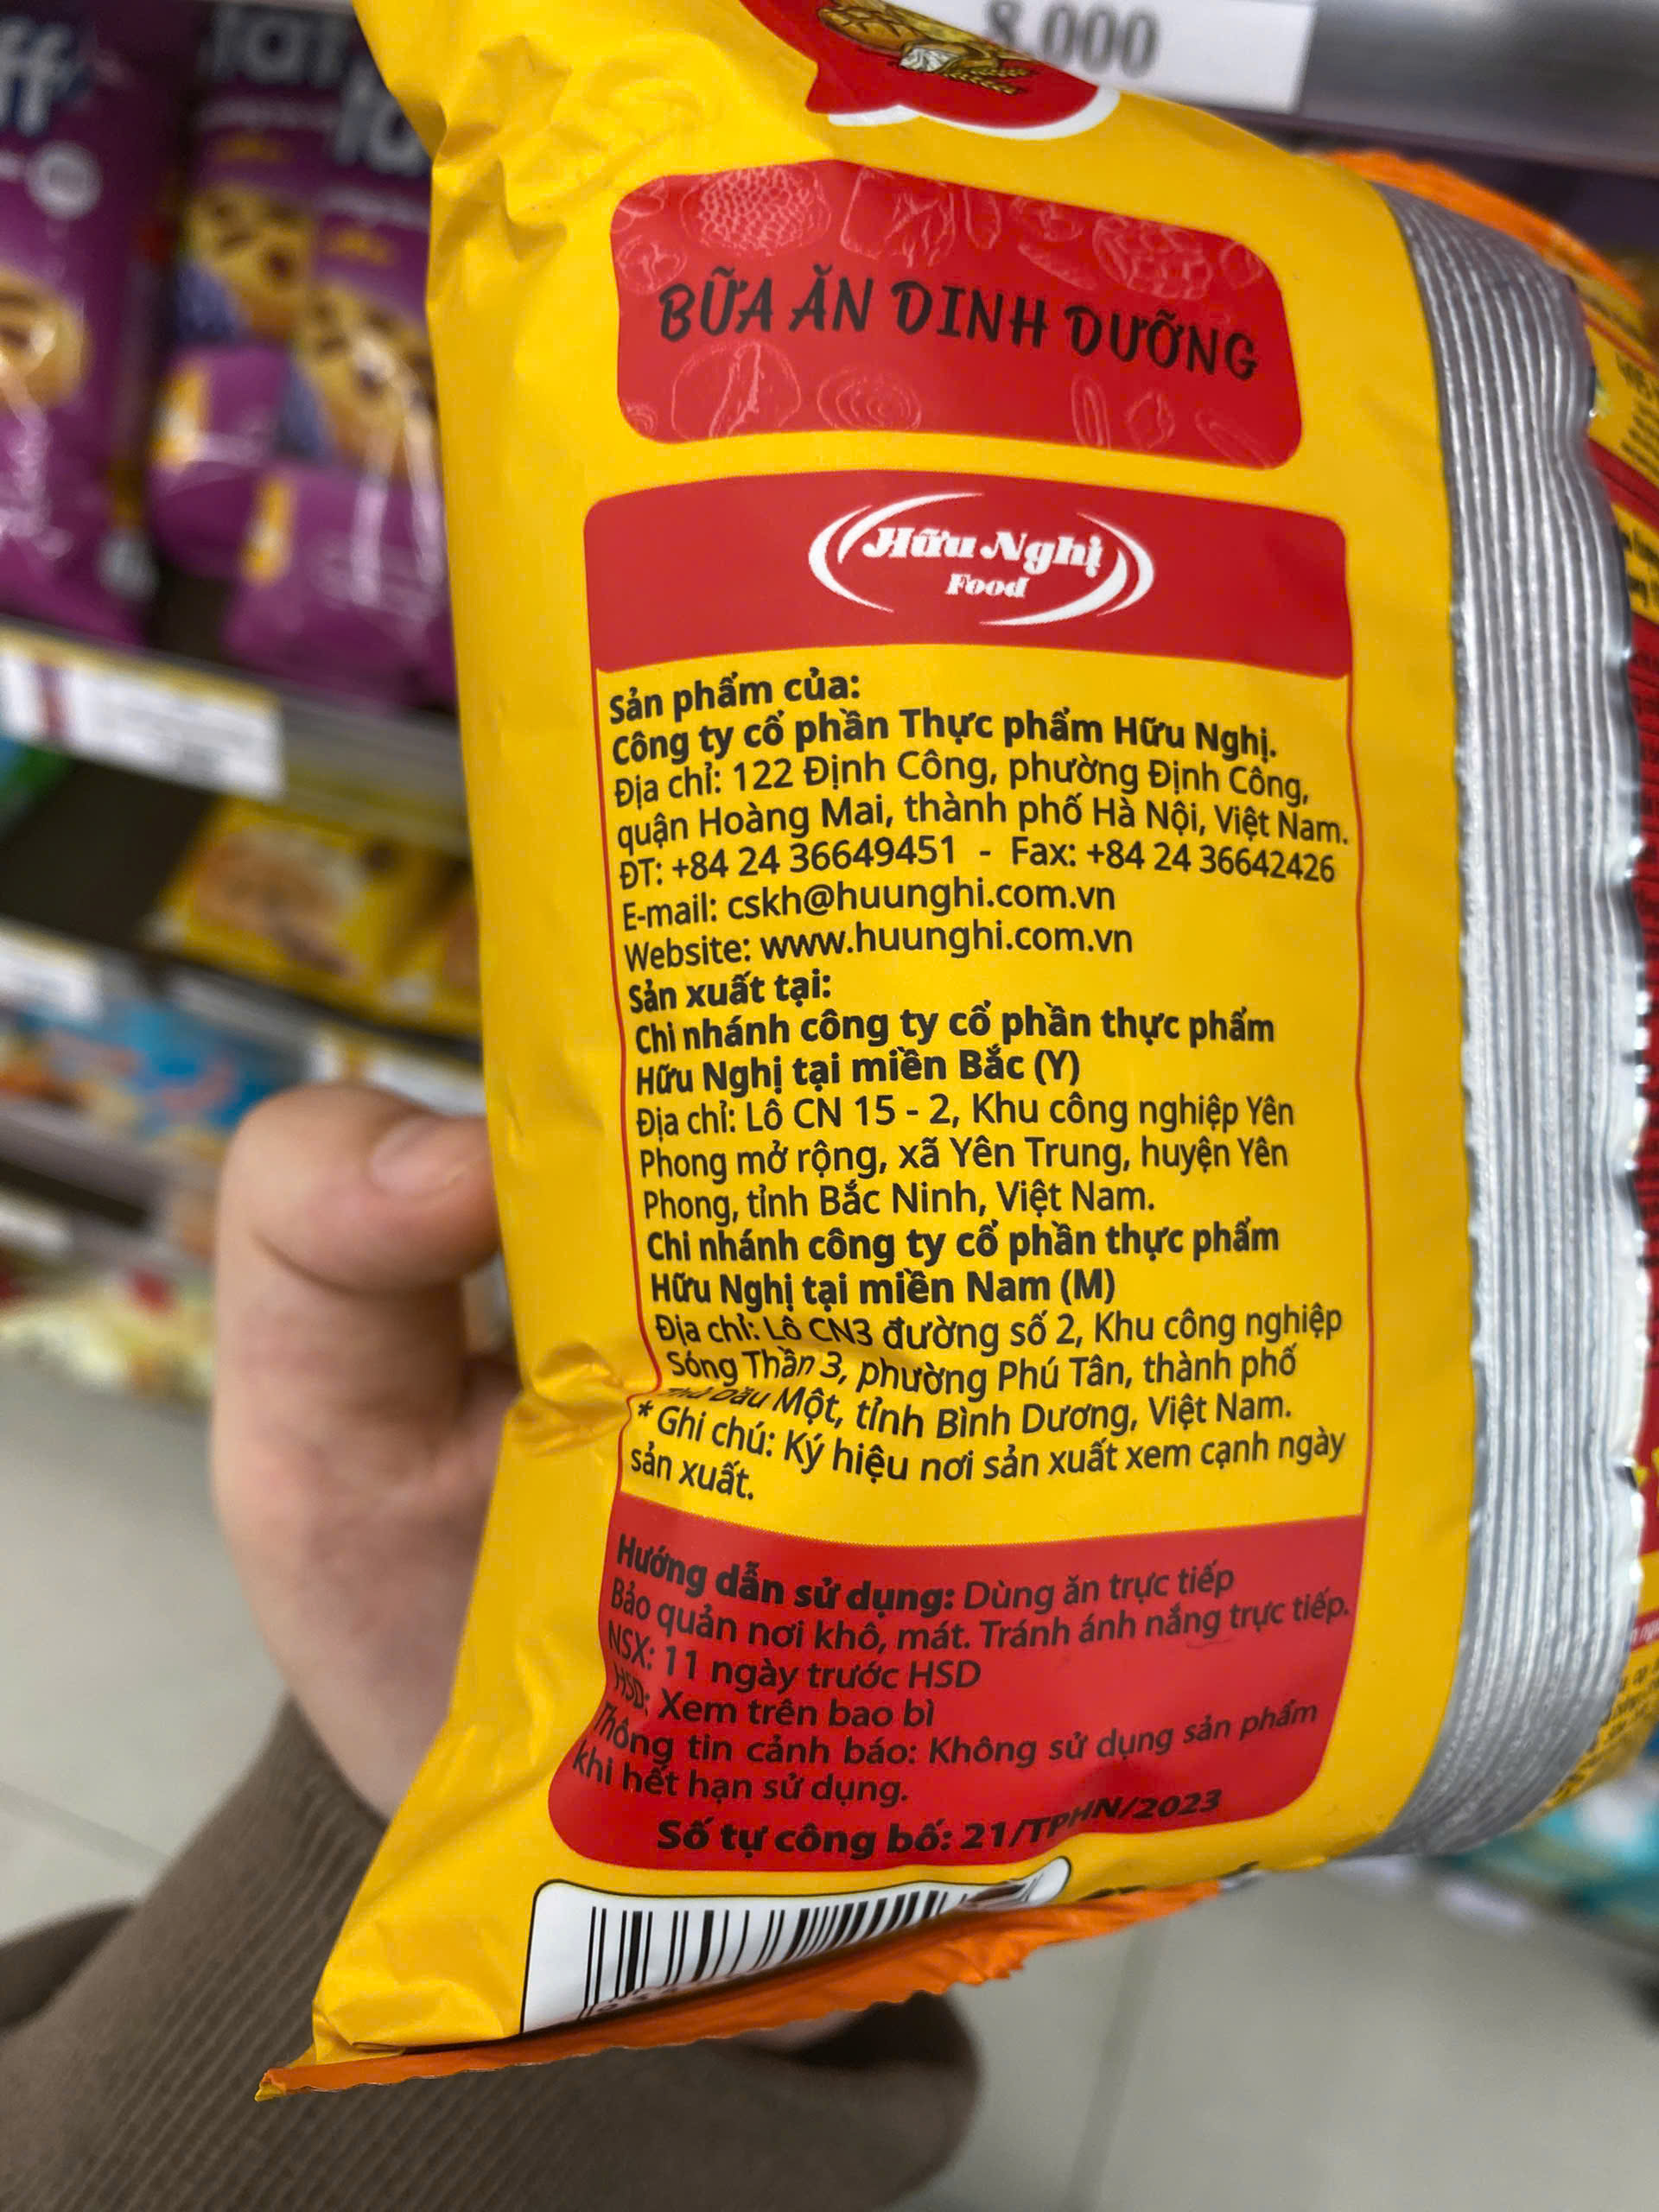 8.000
BỮA ĂN DINH DƯỠNG
Hữu Nghị
Food
Sản phẩm của:
Công ty cổ phần Thực phẩm Hữu Nghị.
Địa chỉ: 122 Định Công, phường Định Công,
quận Hoàng Mai, thành phố Hà Nội, Việt Nam.
ĐT: +84 24 36649451 - Fax: +84 24 36642426
E-mail: cskh@huunghi.com.vn
Website: www.huunghi.com.vn
Sản xuất tại:
Chi nhánh công ty cổ phần thực phẩm
Hữu Nghị tại miền Bắc (Y)
Địa chỉ: Lô CN 15 - 2, Khu công nghiệp Yên
Phong mở rộng, xã Yên Trung, huyện Yên
Phong, tỉnh Bắc Ninh, Việt Nam.
Chi nhánh công ty cổ phần thực phẩm
Hữu Nghị tại miền Nam (M)
Địa chỉ: Lô CN3 đường số 2, Khu công nghiệp
Sóng Thần 3, phường Phú Tân, thành phố
Thủ Dầu Một, tỉnh Bình Dương, Việt Nam.
* Ghi chú: Ký hiệu nơi sản xuất xem cạnh ngày
sản xuất.
Hướng dẫn sử dụng: Dùng ăn trực tiếp
Bảo quản nơi khô, mát. Tránh ánh nắng trực tiếp.
NSX: 11 ngày trước HSD
HSD: Xem trên bao bì
Thông tin cảnh báo: Không sử dụng sản phẩm
khi hết hạn sử dụng.
Số tự công bố: 21/TPHN/2023